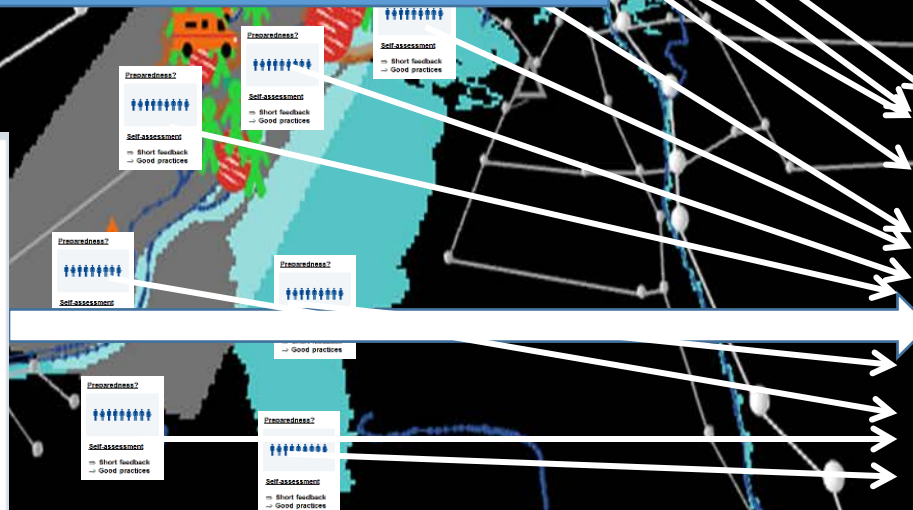 Self-assessment
⇒ Short feedback
→ Good practices
Preparedness?
Self-assessment
⇒ Short feedback
→ Good practices
Preparedness?
Self-assessment
⇒ Short feedback
→ Good practices
Preparedness?
Self-assessment
Preparedness?
→ Good practices
Preparedness?
Self-assessment
⇒ Short feedback
→ Good practices
Preparedness?
Self-assessment
⇒ Short feedback
→ Good practices